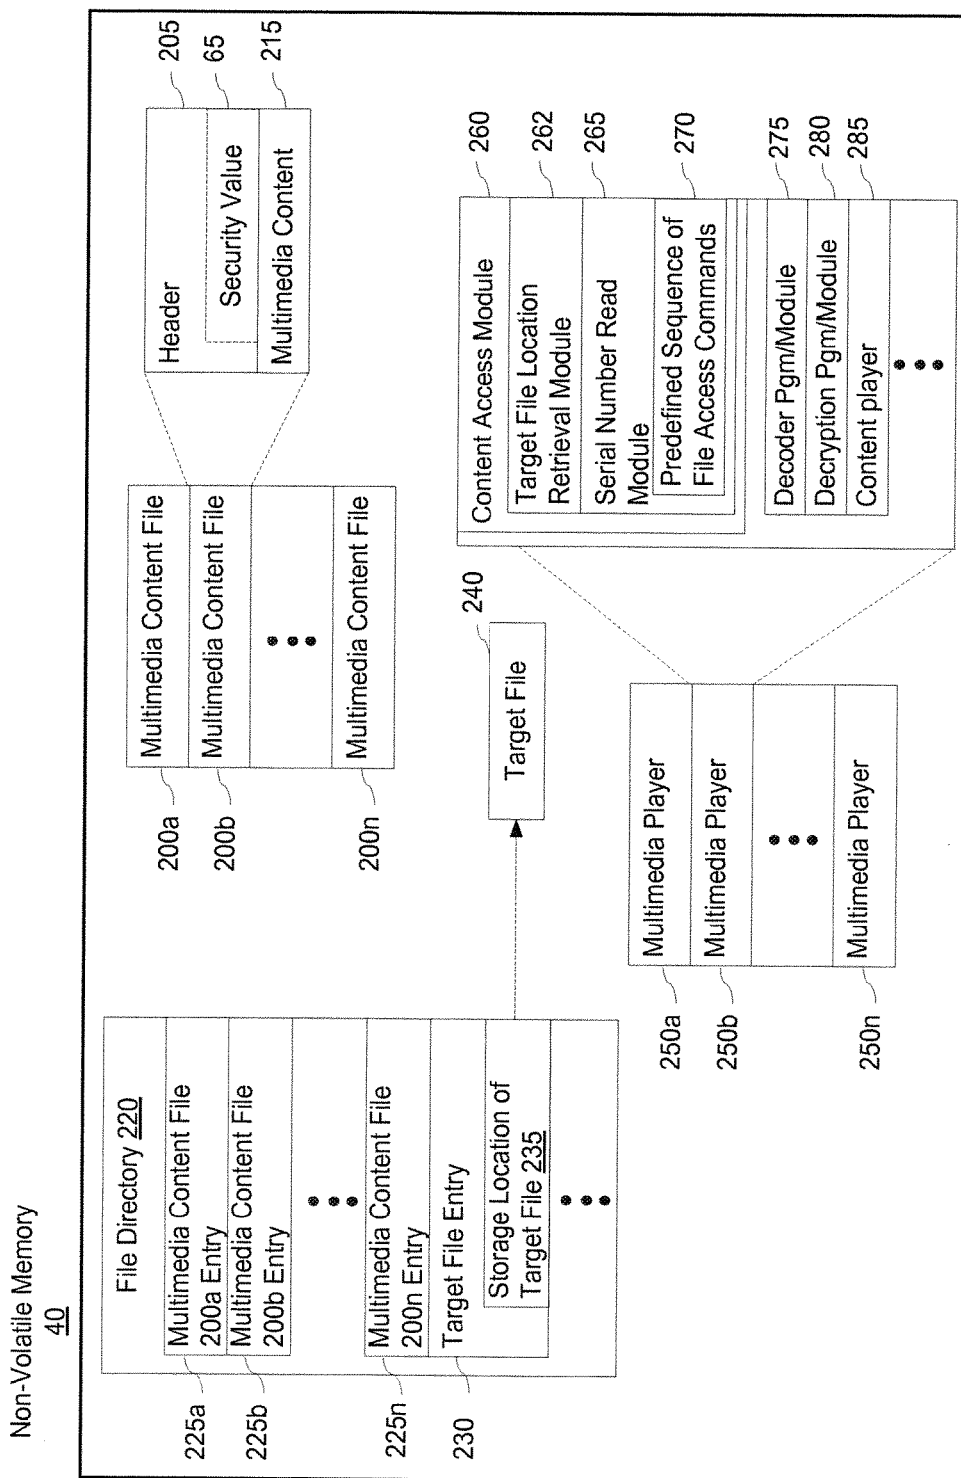 Non-Volatile Memory
40
File Directory 220
225a
Multimedia Content File
200a Entry
225b
Multimedia Content File
200b Entry
225n
Multimedia Content File
200n Entry
230
Target File Entry
Storage Location of
Target File 235
240
Target File
200a
Multimedia Content File
200b
Multimedia Content File
200n
Multimedia Content File
Header
205
Security Value
65
Multimedia Content
215
250a
Multimedia Player
250b
Multimedia Player
250n
Multimedia Player
Content Access Module
260
Target File Location
Retrieval Module
262
Serial Number Read
Module
265
Predefined Sequence of
File Access Commands
270
Decoder Pgm/Module
275
Decryption Pgm/Module
280
Content player
285